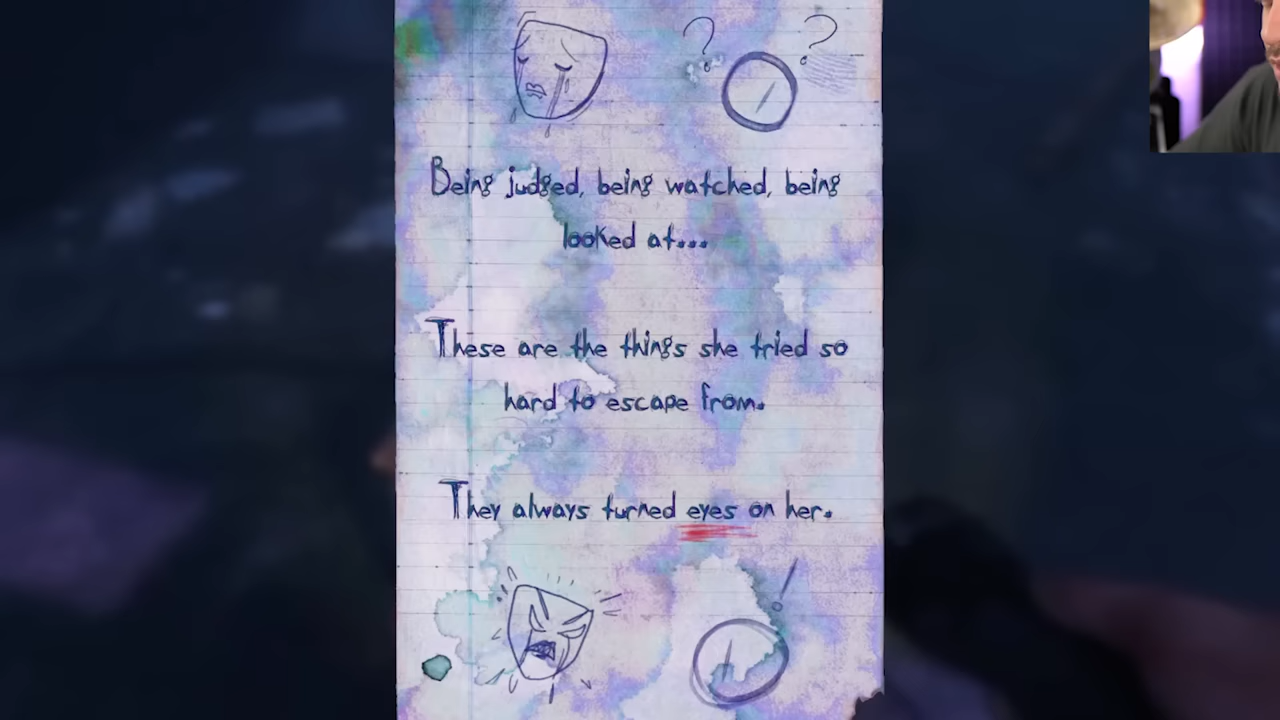 ? ?
Being judged, being watched, being
looked at...
These are the things she tried so
hard to escape from.
They always turned eyes on her.
!